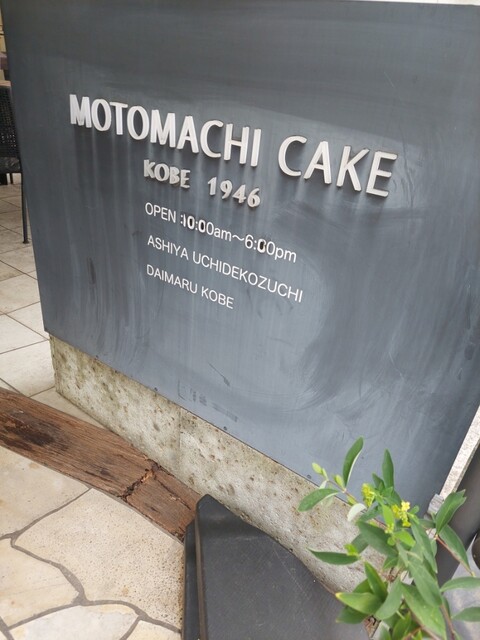 MOTOMACHI CAKE
KOBE 1946
OPEN :10:00am~6:00pm
ASHIYA UCHIDEKOZUCHI
DAIMARU KOBE